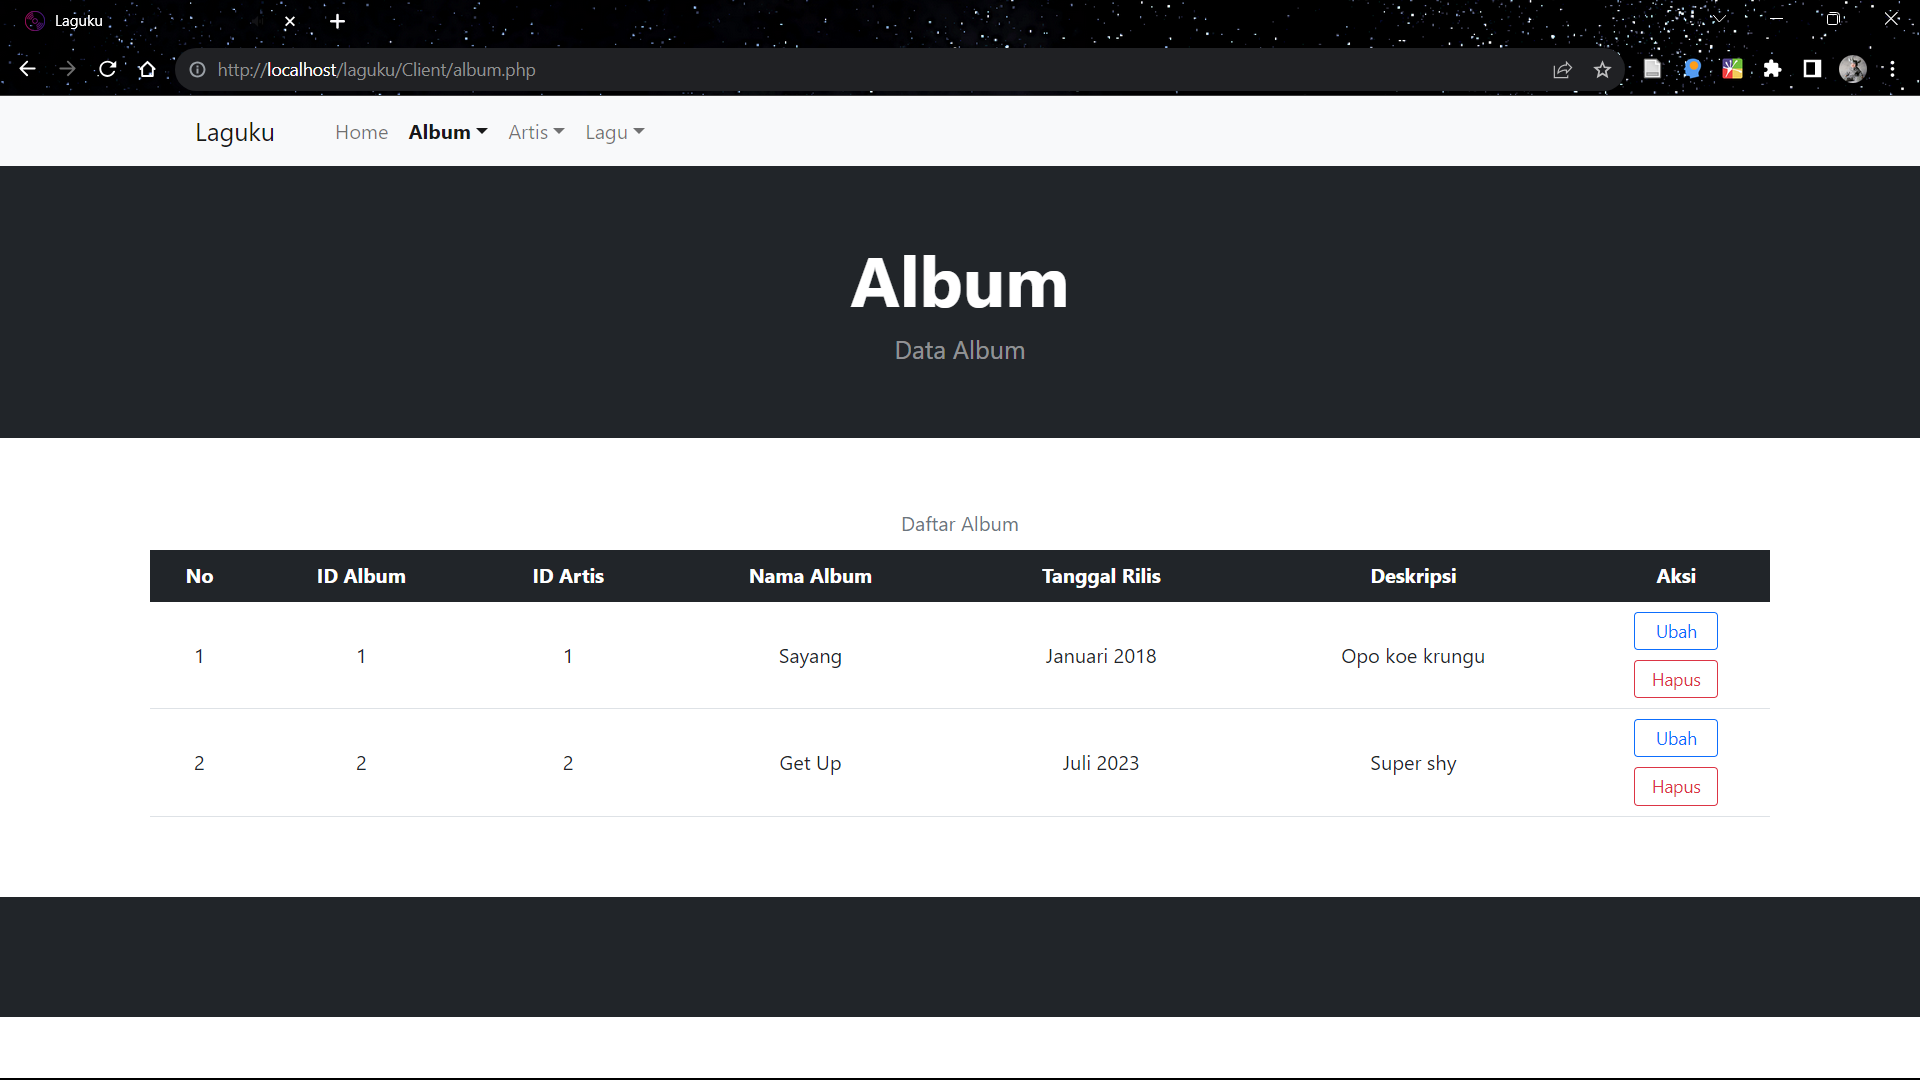 Laguku
http://localhost/laguku/Client/album.php
Laguku Home Album Artis Lagu
Album
Data Album
Daftar Album
No ID Album ID Artis Nama Album Tanggal Rilis Deskripsi Aksi
1 1 1 Sayang Januari 2018 Opo koe krungu Ubah
Hapus
2 2 2 Get Up Juli 2023 Super shy Ubah
Hapus